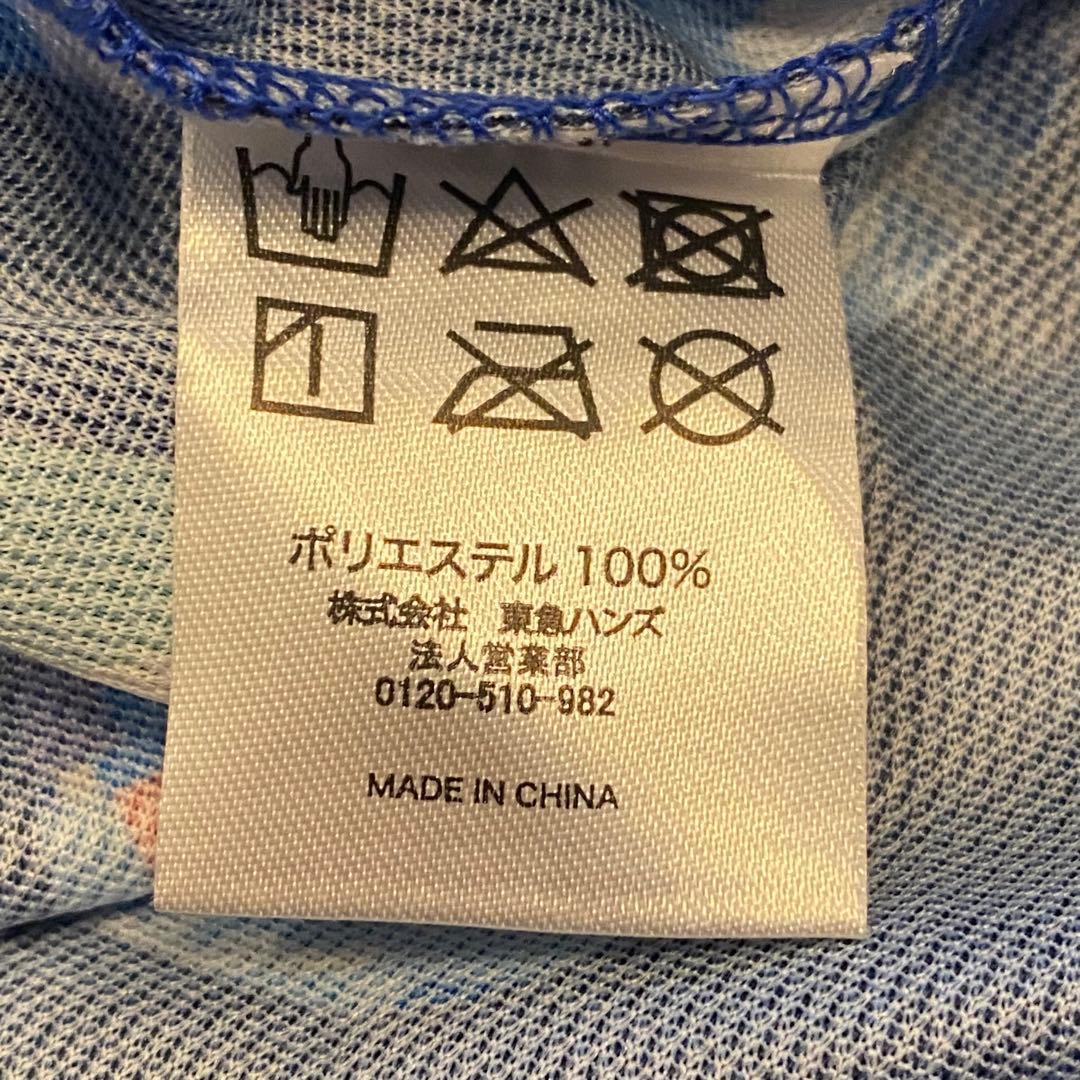 ポリエステル 100%
株式会社 東急ハンズ
法人営業部
0120-510-982
MADE IN CHINA